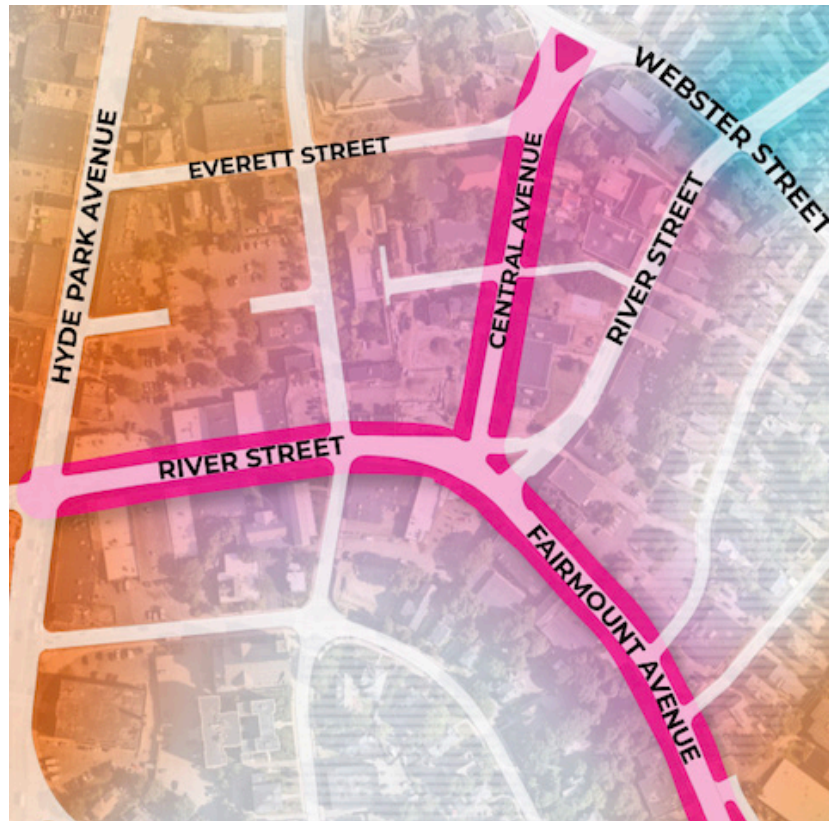 WEBSTER STREET
EVERETT STREET
HYDE PARK AVENUE
CENTRAL AVENUE
RIVER STREET
RIVER STREET
FAIRMOUNT AVENUE